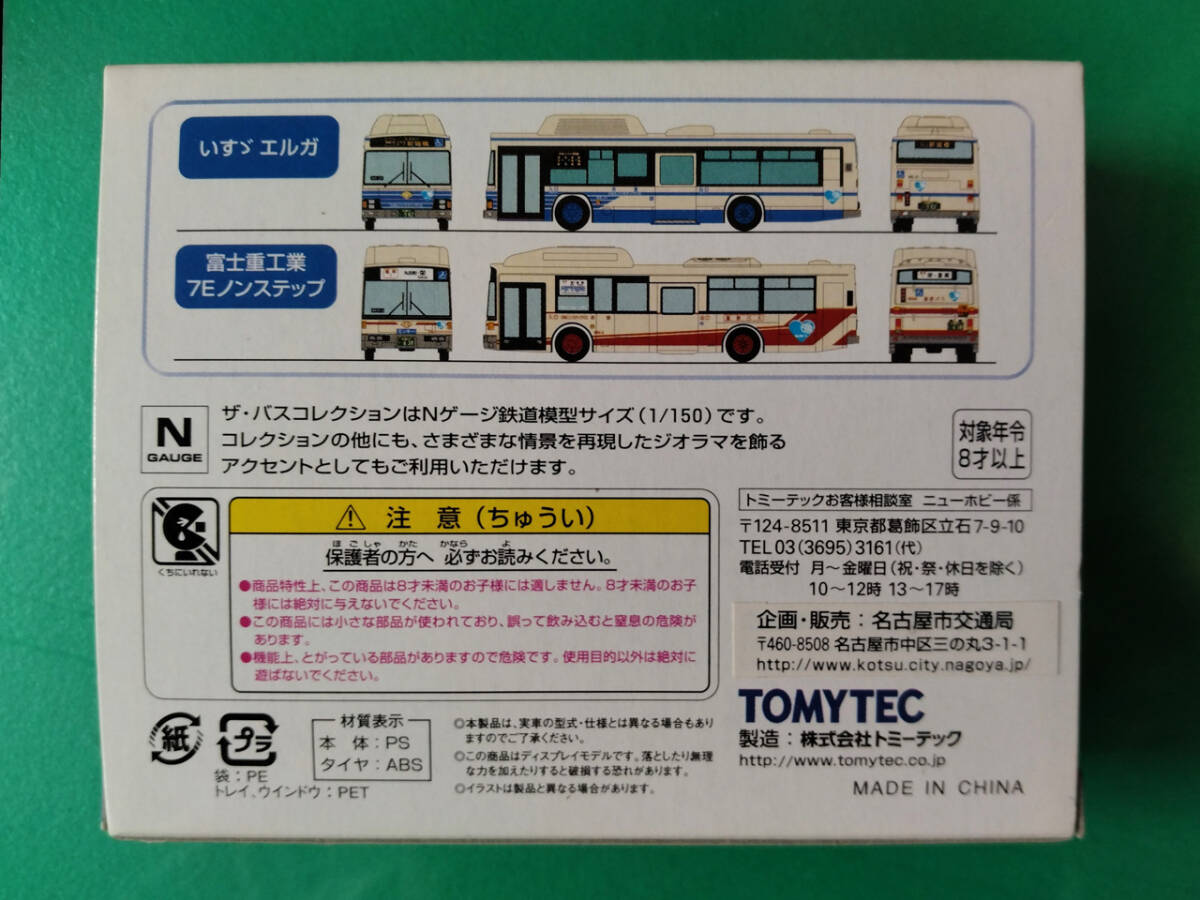 いすゞ エルガ
富士重工業
7Eノンステップ
N
GAUGE
ザ・バスコレクションはNゲージ鉄道模型サイズ(1/150)です。
コレクションの他にも、さまざまな情景を再現したジオラマを飾る
アクセントとしてもご利用いただけます。
対象年令
8才以上
くちにいれない
注 意(ちゅうい)
ほごしゃ かた かなら よ
保護者の方へ 必ずお読みください。
●商品特性上、この商品は8才未満のお子様には適しません。8才未満のお子
様には絶対に与えないでください。
●この商品には小さな部品が使われており、誤って飲み込むと窒息の危険が
あります。
●機能上、とがっている部品がありますので危険です。使用目的以外は絶対に
遊ばないでください。
トミーテックお客様相談室 ニューホビー係
〒124-8511 東京都葛飾区立石7-9-10
TEL 03(3695)3161(代)
電話受付 月～金曜日(祝・祭・休日を除く)
10～12時 13～17時
企画・販売:名古屋市交通局
〒460-8508 名古屋市中区三の丸3-1-1
http://www.kotsu.city.nagoya.jp/
TOMYTEC
製造:株式会社トミーテック
http://www.tomytec.co.jp
MADE IN CHINA
紙
プラ
袋:PE
トレイ、ウインドウ:PET
材質表示
本 体:PS
タイヤ:ABS
◎本製品は、実車の型式・仕様とは異なる場合もあり
ますのでご了承ください。
◎この商品はディスプレイモデルです。落としたり無理
な力を加えたりすると破損する恐れがあります。
◎イラストは製品と異なる場合があります。